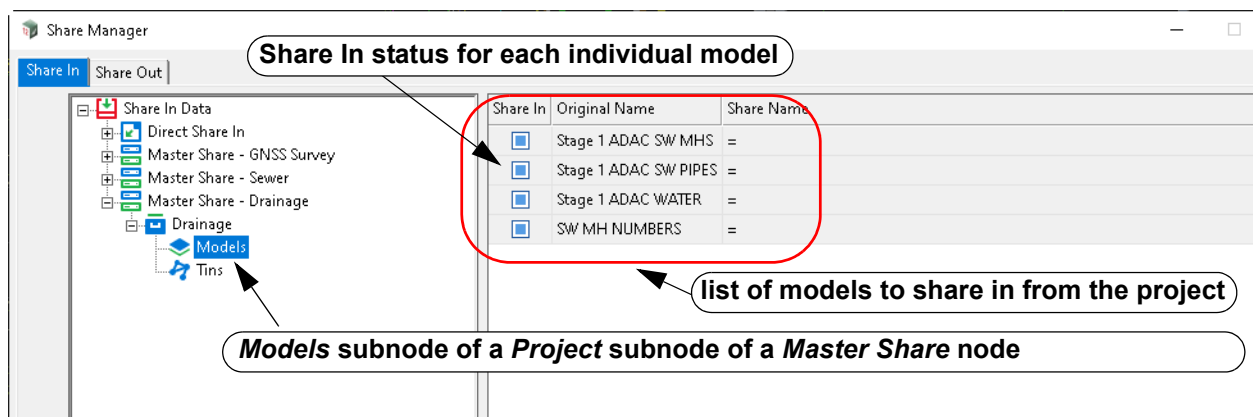 Share Manager
Share In status for each individual model
Share In Share Out
Share In Data
Direct Share In
Master Share - GNSS Survey
Master Share - Sewer
Master Share - Drainage
Drainage
Models
Tins
Share In Original Name Share Name
Stage 1 ADAC SW MHS =
Stage 1 ADAC SW PIPES =
Stage 1 ADAC WATER =
SW MH NUMBERS =
list of models to share in from the project
Models subnode of a Project subnode of a Master Share node